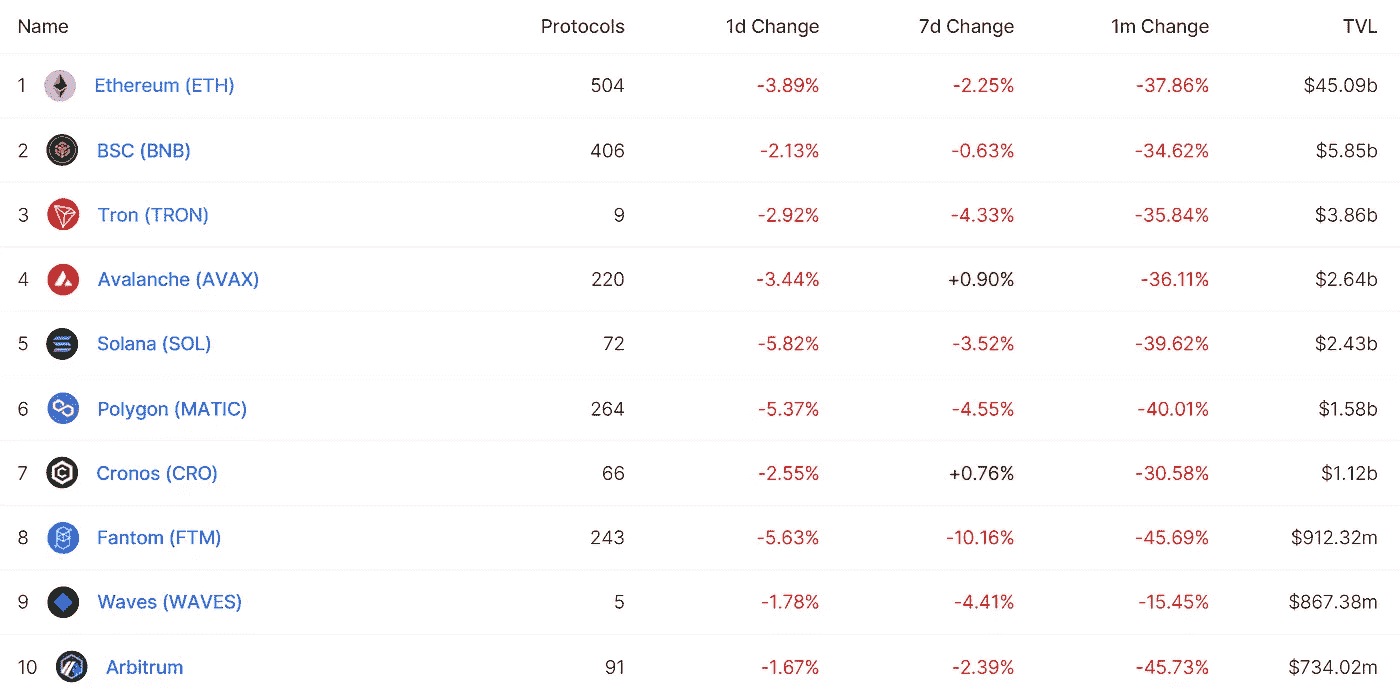 Name Protocols 1d Change 7d Change 1m Change TVL
1 Ethereum (ETH) 504 -3.89% -2.25% -37.86% $45.09b
2 BSC (BNB) 406 -2.13% -0.63% -34.62% $5.85b
3 Tron (TRON) 9 -2.92% -4.33% -35.84% $3.86b
4 Avalanche (AVAX) 220 -3.44% +0.90% -36.11% $2.64b
5 Solana (SOL) 72 -5.82% -3.52% -39.62% $2.43b
6 Polygon (MATIC) 264 -5.37% -4.55% -40.01% $1.58b
7 Cronos (CRO) 66 -2.55% +0.76% -30.58% $1.12b
8 Fantom (FTM) 243 -5.63% -10.16% -45.69% $912.32m
9 Waves (WAVES) 5 -1.78% -4.41% -15.45% $867.38m
10 Arbitrum 91 -1.67% -2.39% -45.73% $734.02m